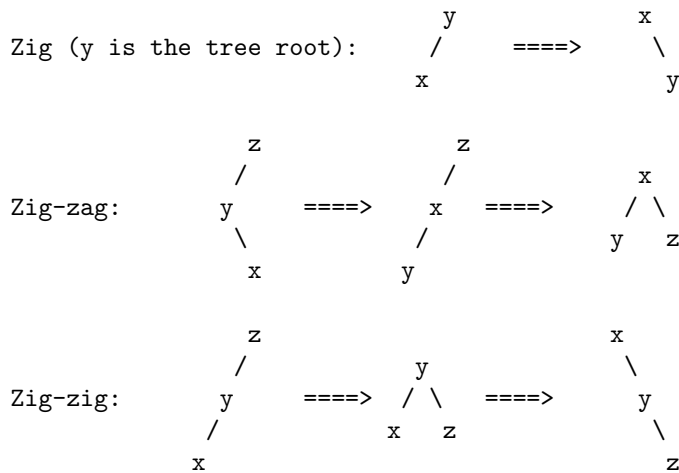 y x
Zig (y is the tree root): / ====> \
x y
z z
/ / x
Zig-zag: y ====> x ====> / \
\ / y z
x y
z x
/ y \
Zig-zig: y ====> / \ ====> y
/ x z \
x z